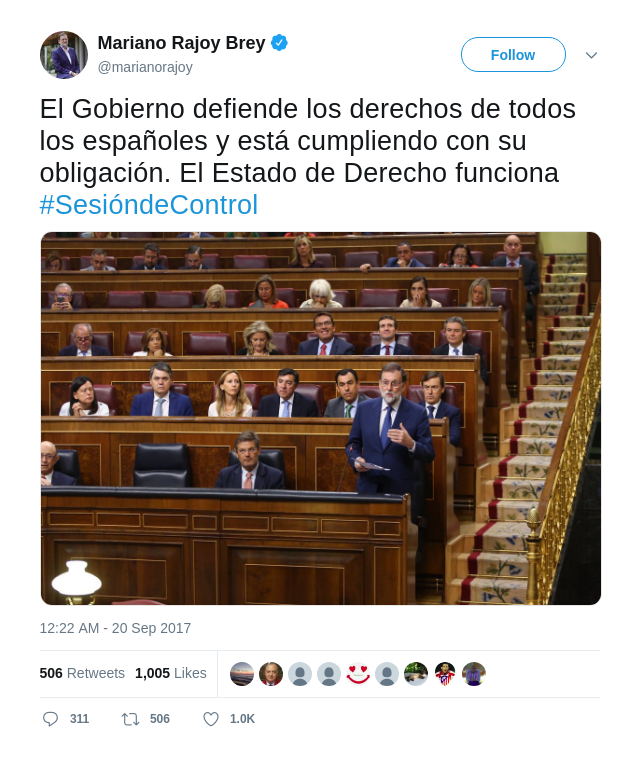 Mariano Rajoy Brey
@marianorajoy
Follow
El Gobierno defiende los derechos de todos
los españoles y está cumpliendo con su
obligación. El Estado de Derecho funciona
#SesióndeControl
12:22 AM - 20 Sep 2017
506 Retweets 1,005 Likes
311 506 1.0K